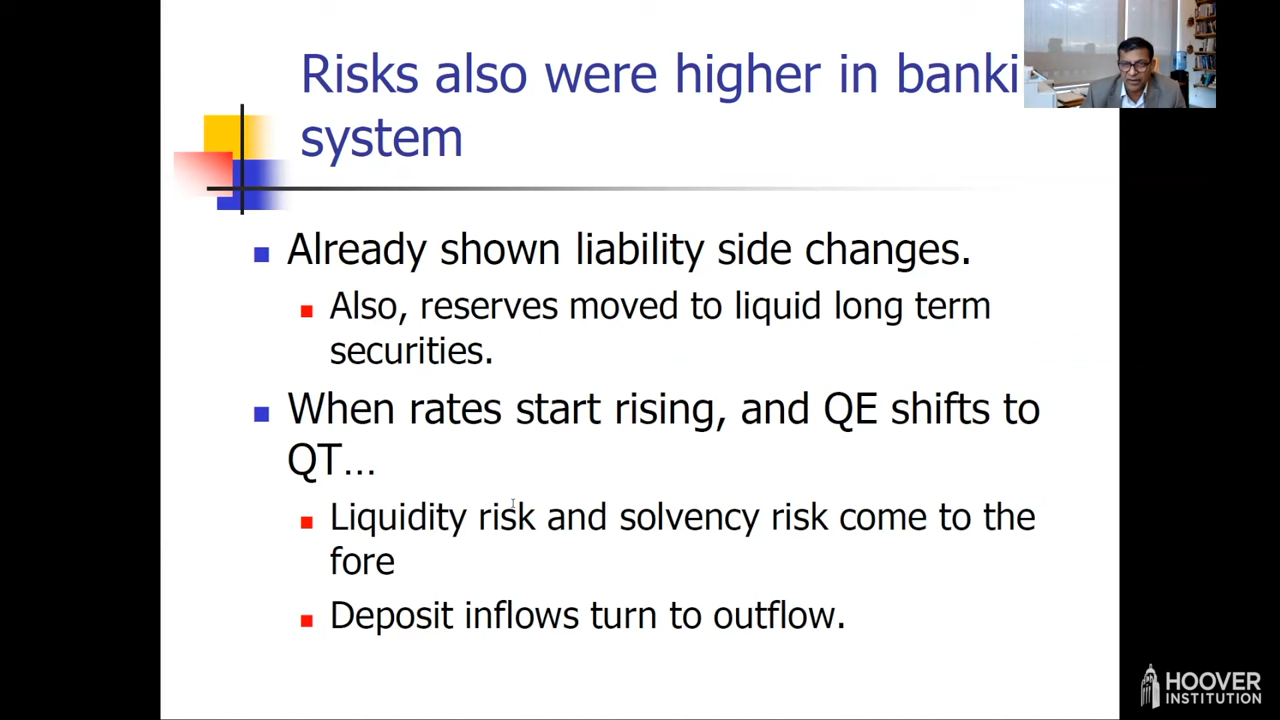 Risks also were higher in banki
system
Already shown liability side changes.
Also, reserves moved to liquid long term
securities.
When rates start rising, and QE shifts to
QT…
Liquidity risk and solvency risk come to the
fore
Deposit inflows turn to outflow.
HOOVER
INSTITUTION